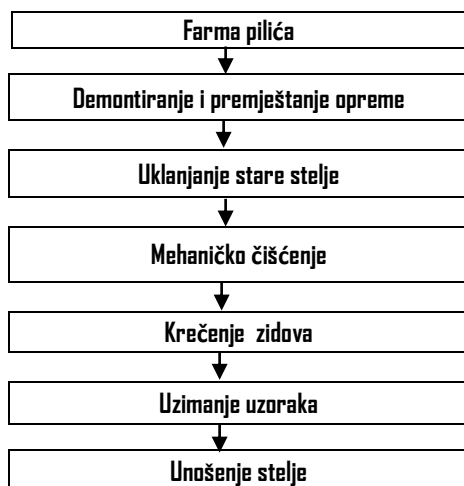 Farma pilića
Demontiranje i premještanje opreme
Uklanjanje stare stelje
Mehaničko čišćenje
Krečenje zidova
Uzimanje uzoraka
Unošenje stelje